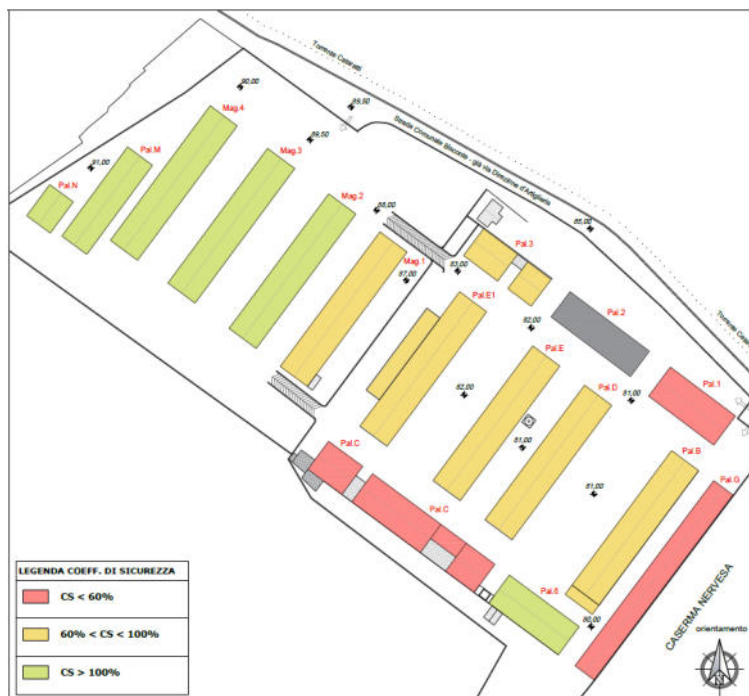 Torrente Catarratti
90,00
89,50
Mag.4
Strada Comunale Bisconte - già via Direzione d'Artiglieria
89,50
Pal.M
Mag.3
91,00
Pal.N
Mag.2
88,00
85,00
Pal.3
Mag.1
83,00
87,00
Pal.E1
Pal.2
82,00
Torrente
Pal.E
Pal.1
Pal.D
82,00
81,00
Pal.C
81,00
Pal.B
Pal.C
81,00
Pal.G
LEGENDA COEFF. DI SICUREZZA
CS < 60%
60% < CS < 100%
CS > 100%
Pal.6
80,00
CASERMA NERVESA
orientamento
N